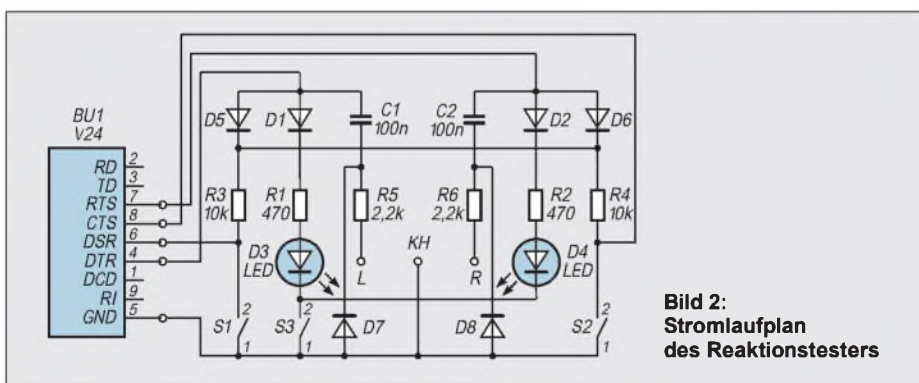 BU1
V24
RD 2
TD 3
RTS 7
CTS 8
DSR 6
DTR 4
DCD 1
RI 9
GND 5
D5
D1
C1
100n
C2
100n
D2
D6
R3
10k
R1
470
R5
2,2k
R6
2,2k
R2
470
R4
10k
D3
LED
L
KH
R
D4
LED
S1
2
1
S3
2
1
D7
D8
S2
2
1
Bild 2:
Stromlaufplan
des Reaktionstesters